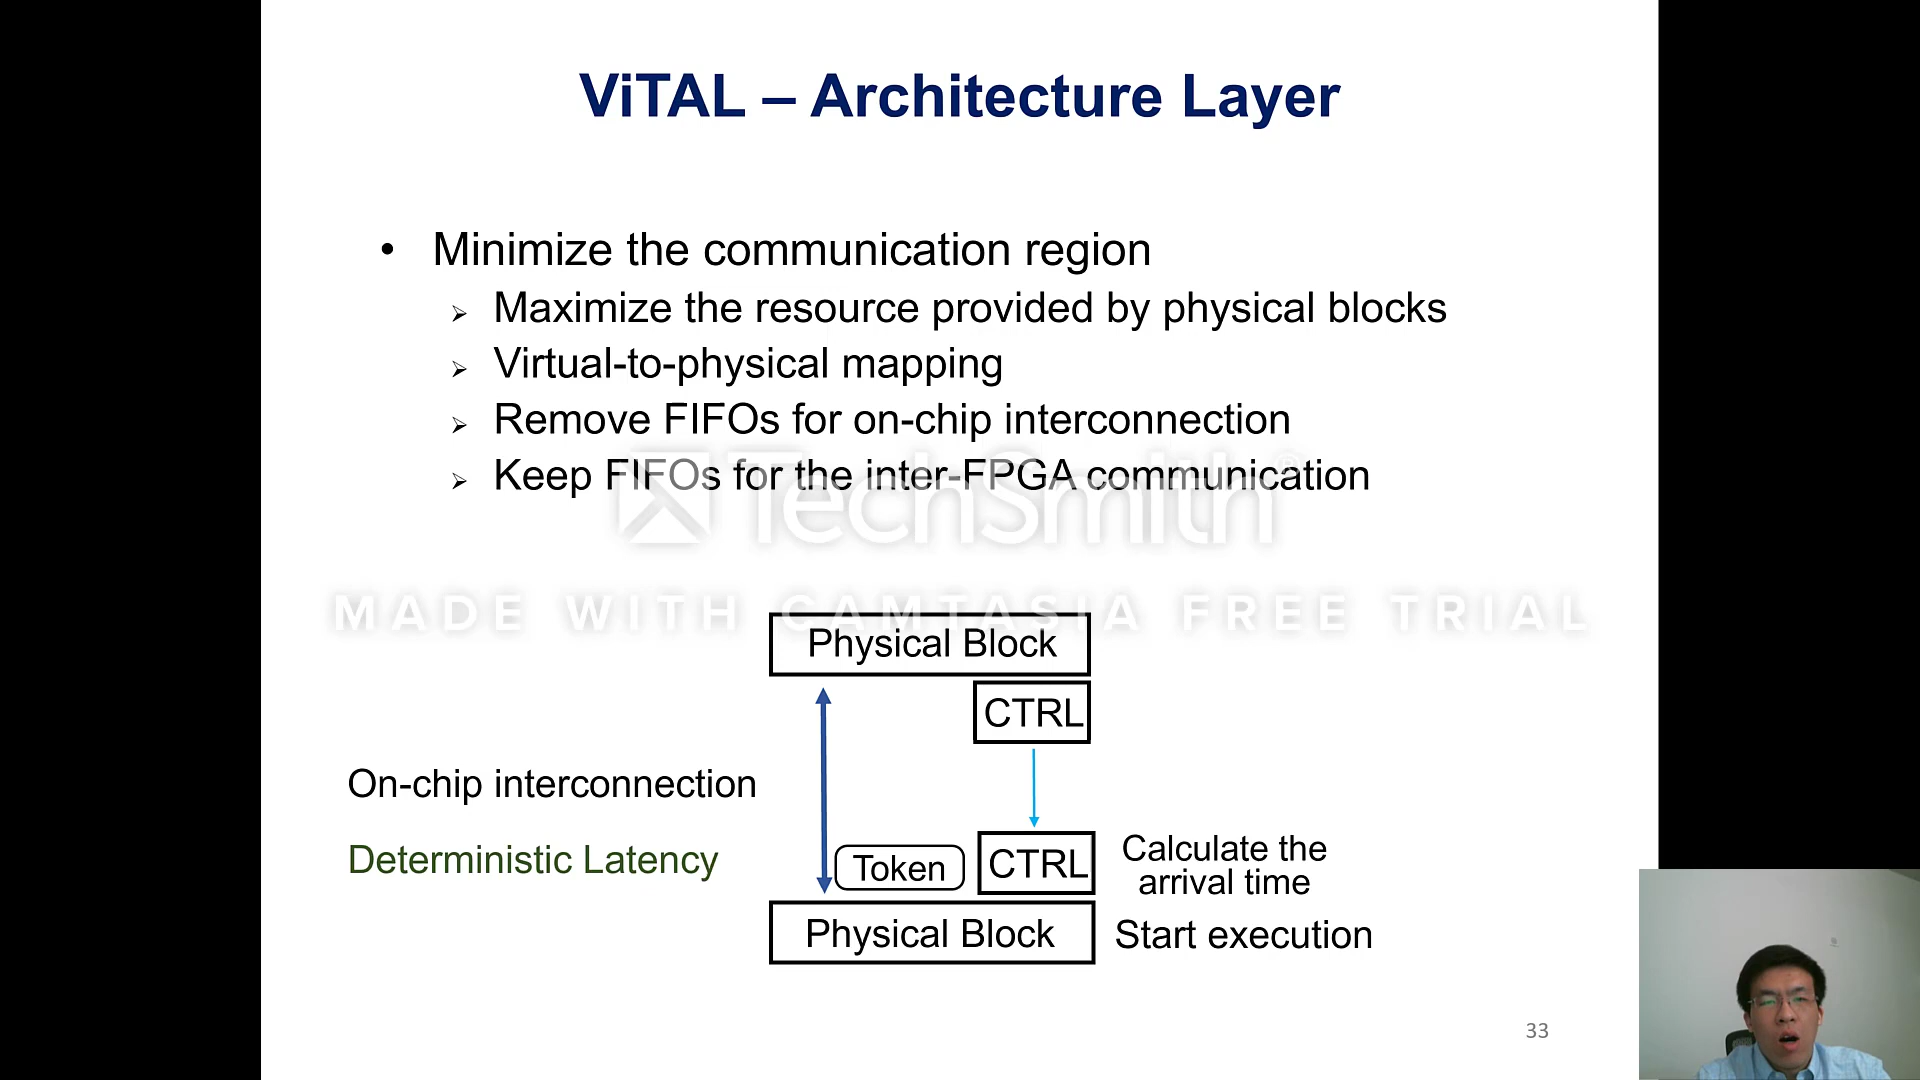 ViTAL – Architecture Layer
• Minimize the communication region
➢ Maximize the resource provided by physical blocks
➢ Virtual-to-physical mapping
➢ Remove FIFOs for on-chip interconnection
➢ Keep FIFOs for the inter-FPGA communication
TechSmith®
MADE WITH CAMTASIA FREE TRIAL
Physical Block
CTRL
On-chip interconnection
Deterministic Latency
Token
CTRL
Calculate the
arrival time
Physical Block
Start execution
33